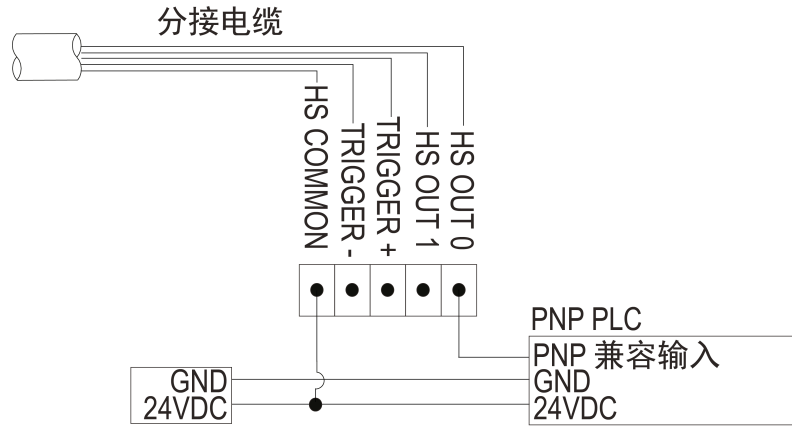 分接电缆
HS COMMON
TRIGGER -
TRIGGER +
HS OUT 1
HS OUT 0
PNP PLC
PNP 兼容输入
GND
24VDC
GND
24VDC